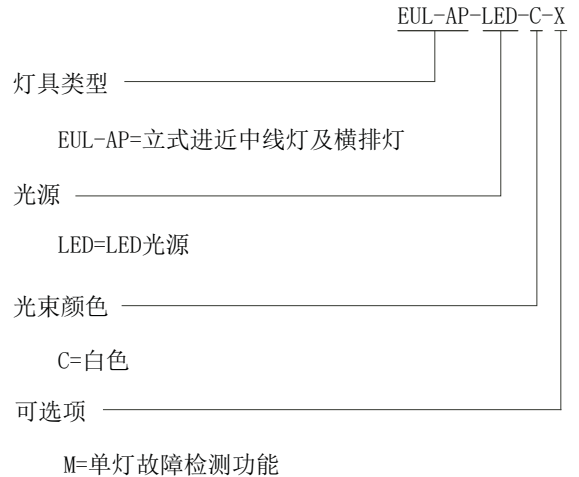 EUL-AP-LED-C-X
灯具类型
EUL-AP=立式进近中线灯及横排灯
光源
LED=LED光源
光束颜色
C=白色
可选项
M=单灯故障检测功能